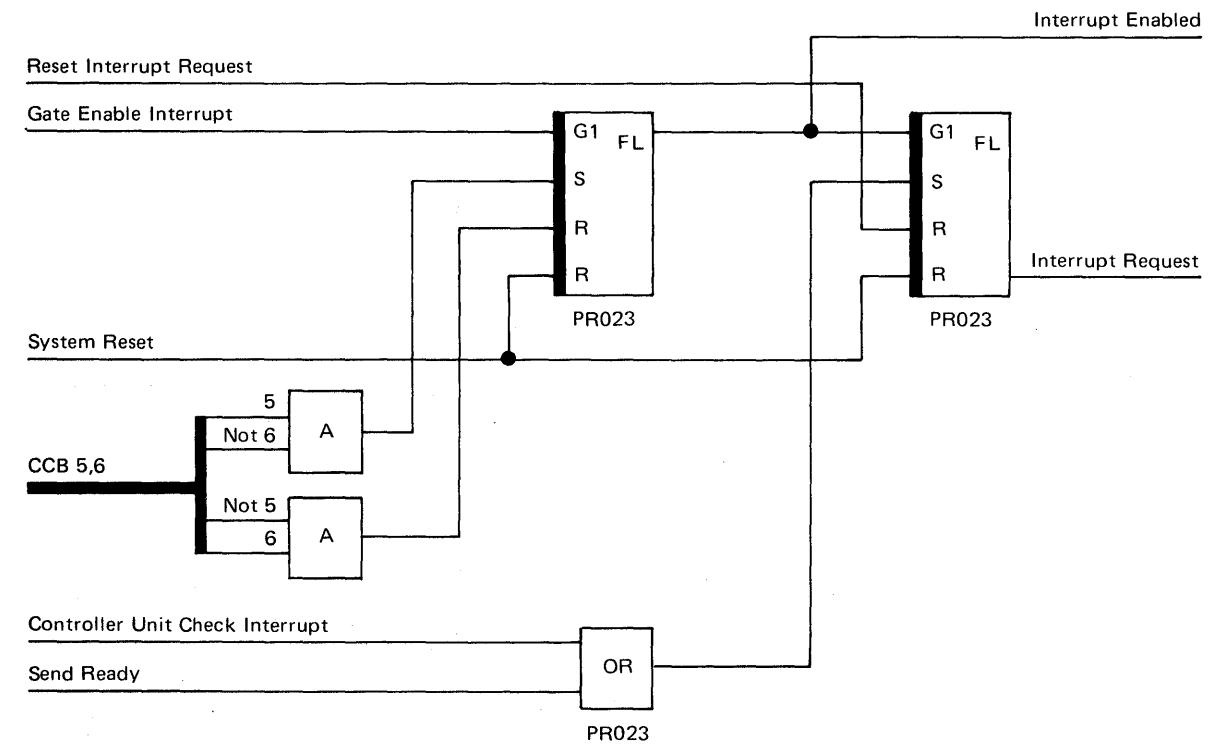 Interrupt Enabled
Reset Interrupt Request
Gate Enable Interrupt
G1
FL
S
R
R
PR023
G1
FL
S
R
R
PR023
Interrupt Request
System Reset
5
Not 6
A
CCB 5,6
Not 5
6
A
Controller Unit Check Interrupt
Send Ready
OR
PR023